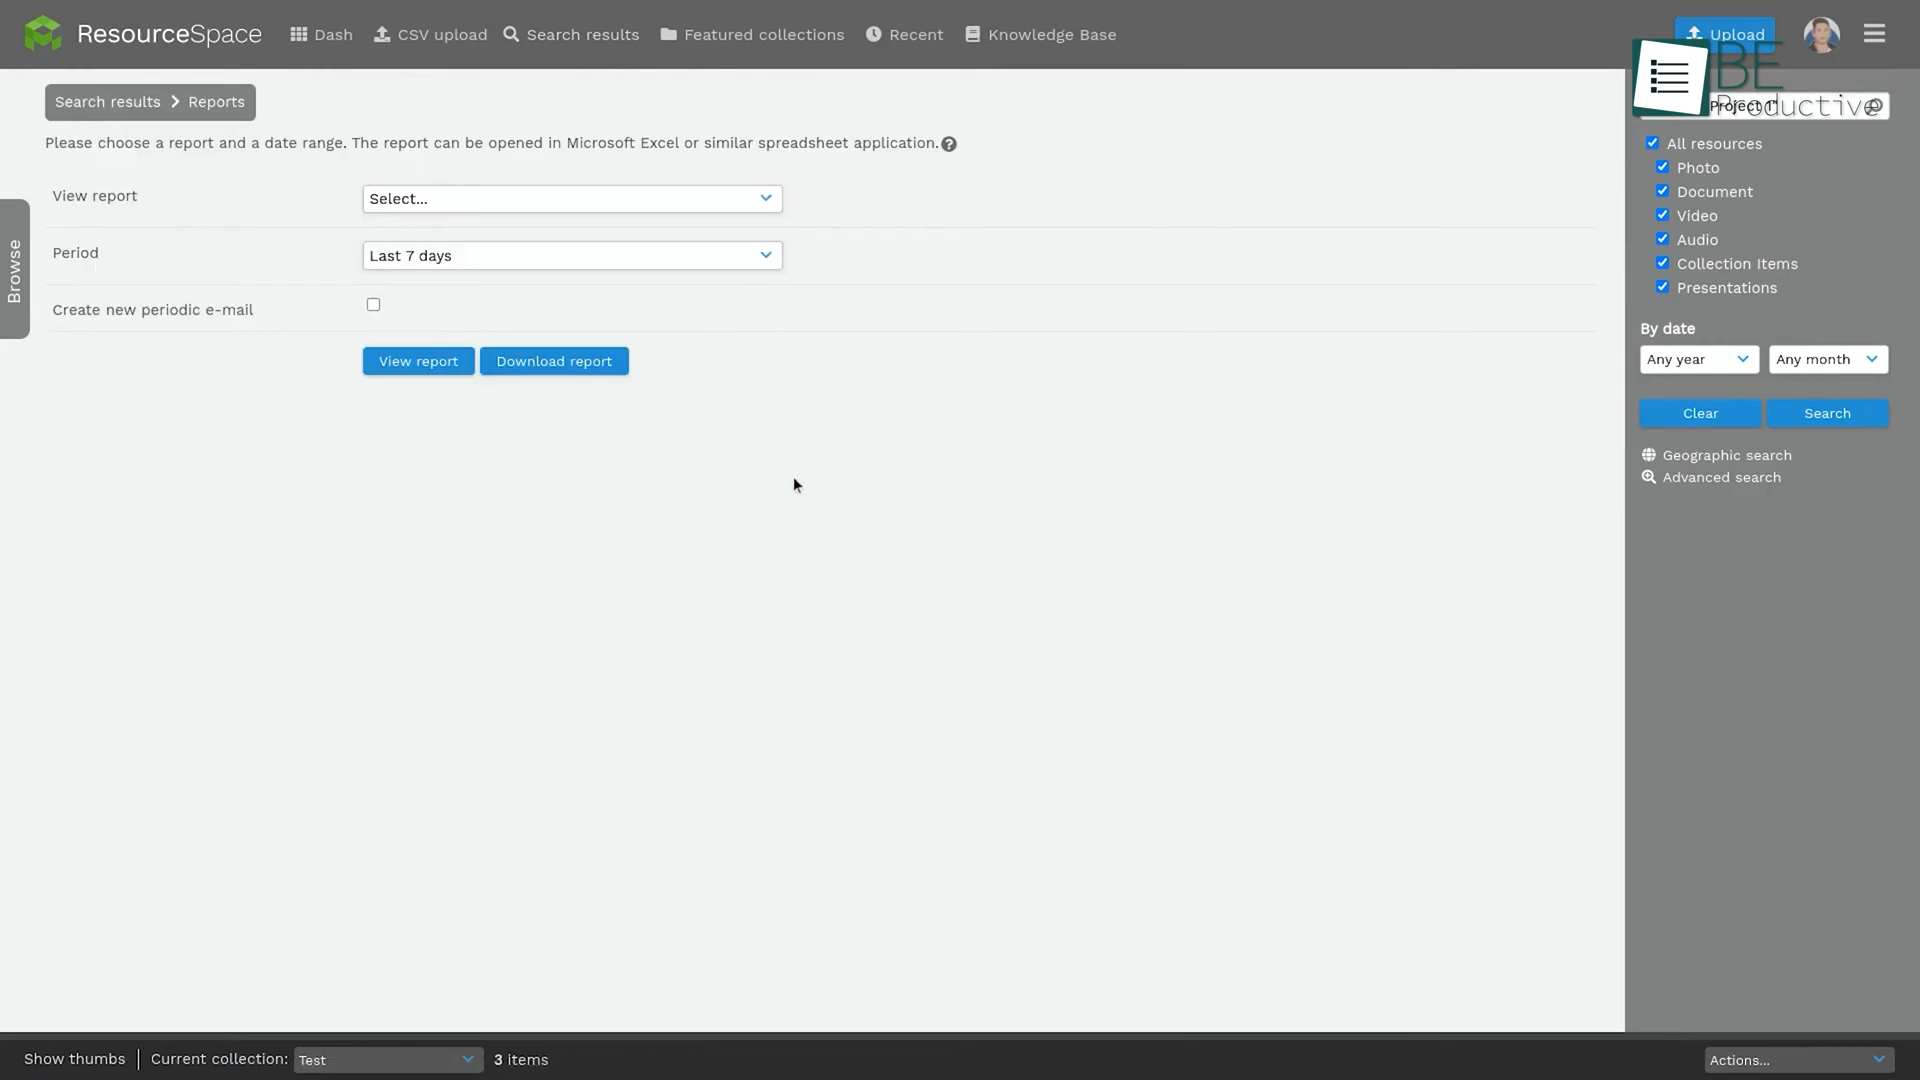 ResourceSpace Dash CSV upload Search results Featured collections Recent Knowledge Base Upload
BE
Productive
Project 1"
Search results Reports
Please choose a report and a date range. The report can be opened in Microsoft Excel or similar spreadsheet application.
View report Select...
Period Last 7 days
Create new periodic e-mail
View report Download report
Browse
All resources
Photo
Document
Video
Audio
Collection Items
Presentations
By date
Any year Any month
Clear Search
Geographic search
Advanced search
Show thumbs Current collection: Test 3 items Actions...